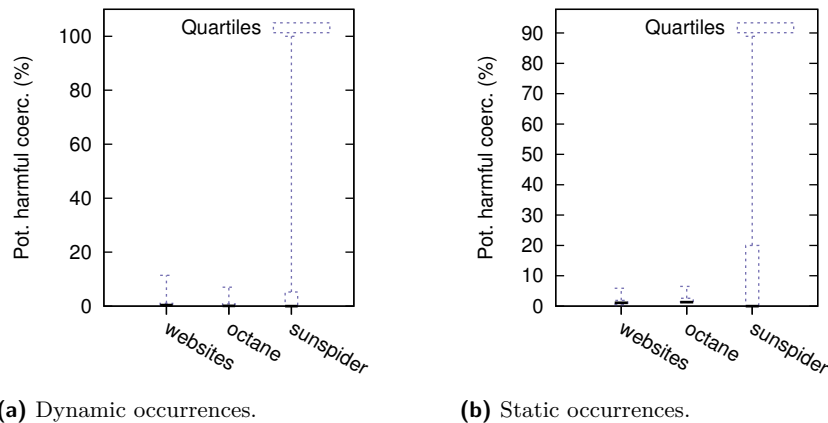 Pot. harmful coerc. (%)
100
80
60
40
20
0
Quartiles
websites
octane
sunspider
(a) Dynamic occurrences.
Pot. harmful coerc. (%)
90
80
70
60
50
40
30
20
10
0
Quartiles
websites
octane
sunspider
(b) Static occurrences.